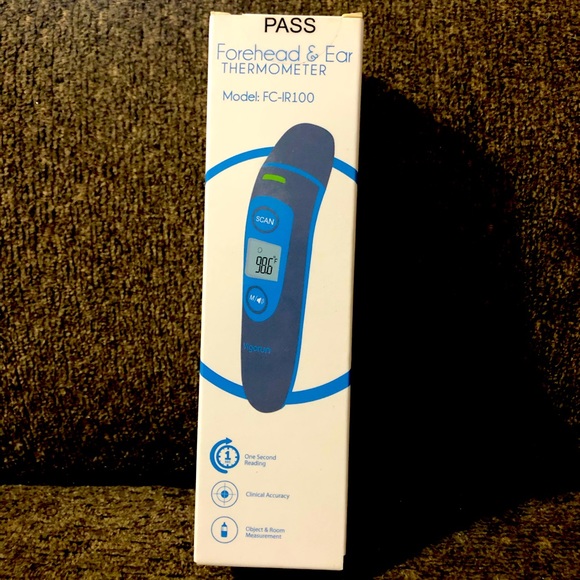 PASS
Forehead & Ear
THERMOMETER
Model: FC-IR100
SCAN
98.6°F
M/
One Second
Reading
Clinical Accuracy
Object & Room
Measurement